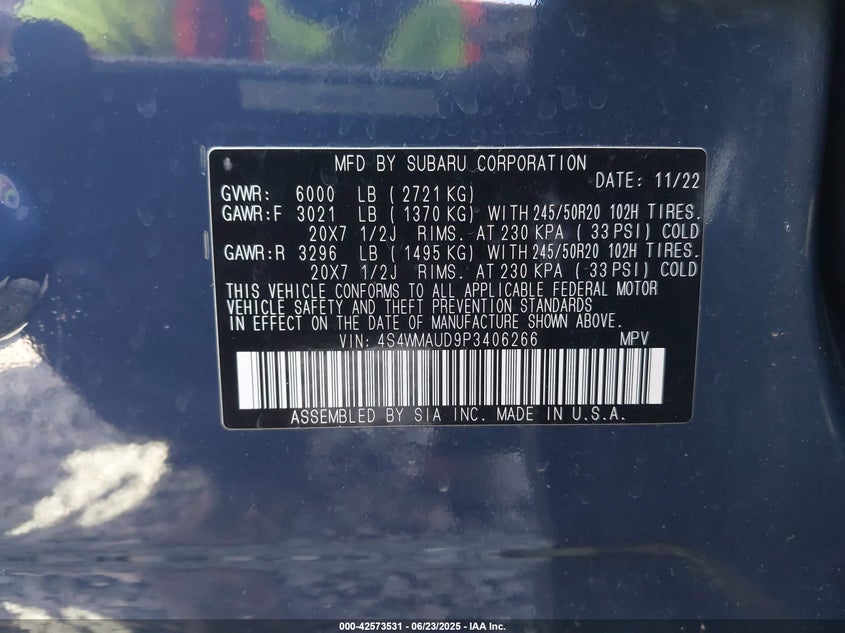 MFD BY SUBARU CORPORATION
DATE: 11/22
GVWR: 6000 LB ( 2721 KG)
GAWR:F 3021 LB ( 1370 KG) WITH 245/50R20 102H TIRES.
20X7 1/2J RIMS. AT 230 KPA ( 33 PSI) COLD
GAWR:R 3296 LB ( 1495 KG) WITH 245/50R20 102H TIRES.
20X7 1/2J RIMS. AT 230 KPA ( 33 PSI) COLD
THIS VEHICLE CONFORMS TO ALL APPLICABLE FEDERAL MOTOR
VEHICLE SAFETY AND THEFT PREVENTION STANDARDS
IN EFFECT ON THE DATE OF MANUFACTURE SHOWN ABOVE.
VIN: 4S4WMAUD9P3406266 MPV
ASSEMBLED BY SIA INC. MADE IN U.S.A.
000-42573531 - 06/23/2025 - IAA Inc.